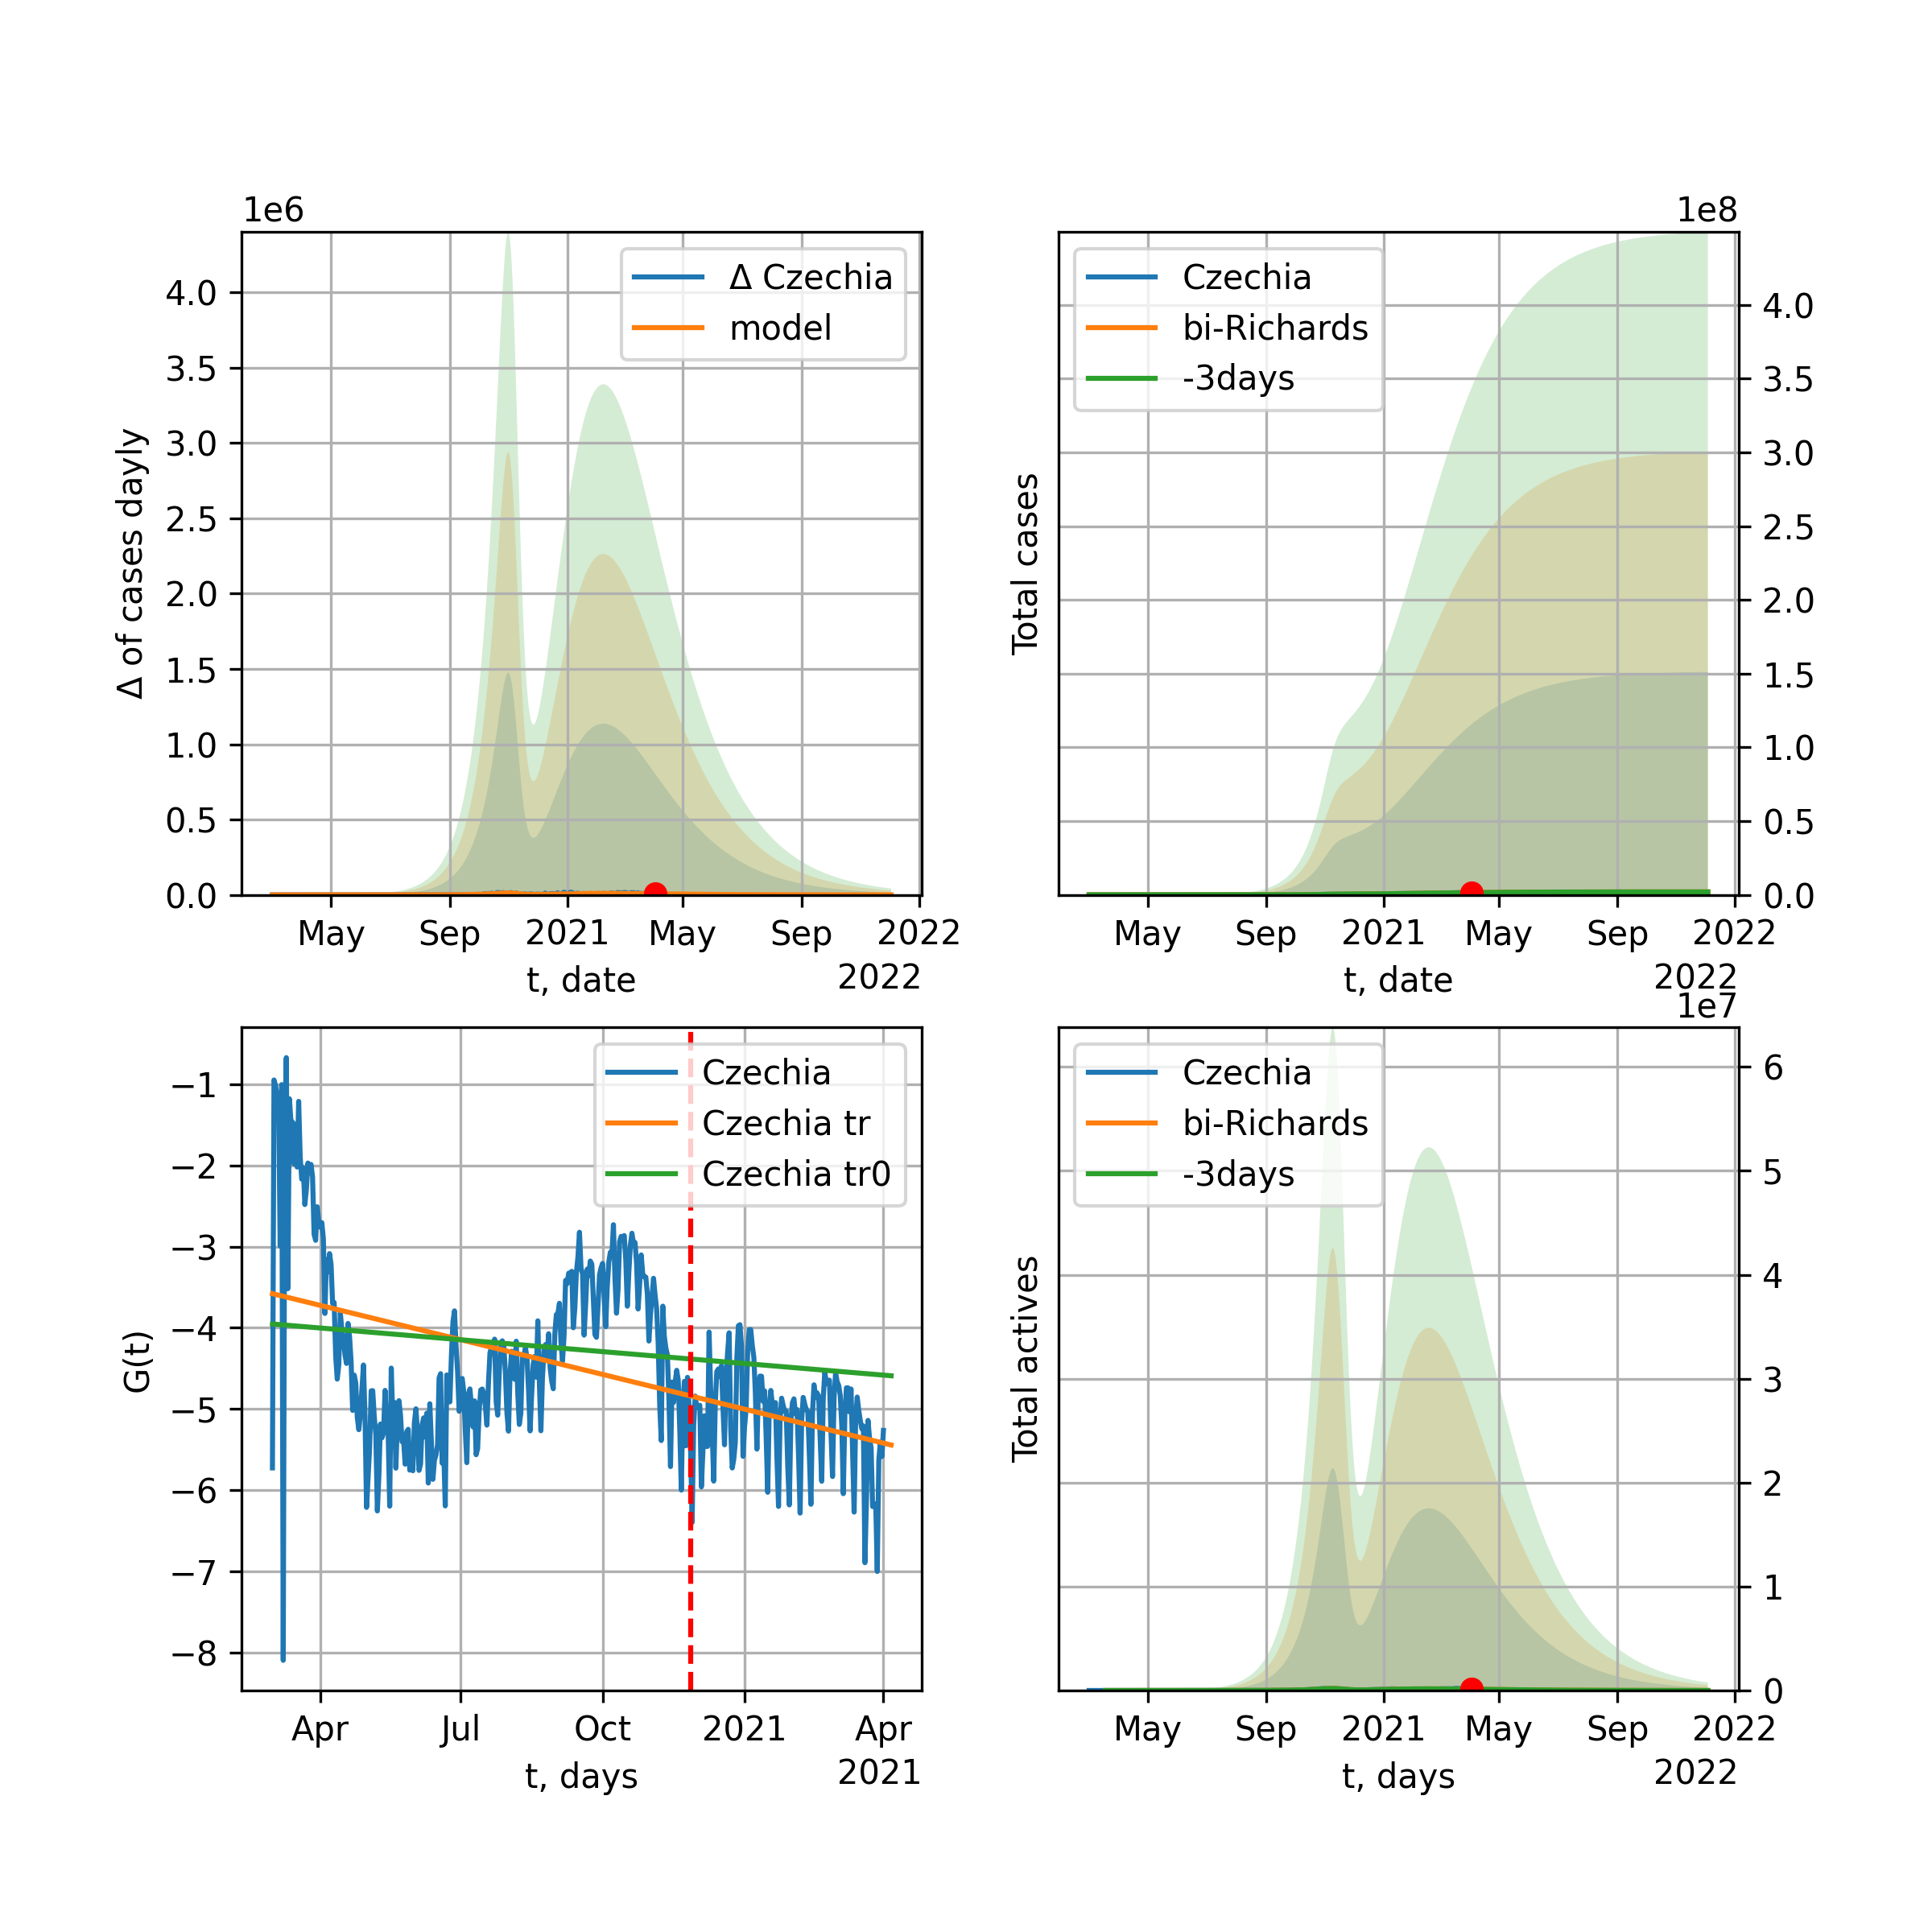 1e6
Δ Czechia
model
4.0
3.5
3.0
2.5
2.0
1.5
1.0
0.5
0.0
Δ of cases dayly
May Sep 2021 May Sep 2022
t, date
2022
1e8
Czechia
bi-Richards
-3days
Total cases
4.0
3.5
3.0
2.5
2.0
1.5
1.0
0.5
0.0
May Sep 2021 May Sep 2022
t, date
2022
Czechia
Czechia tr
Czechia tr0
−1
−2
−3
−4
−5
−6
−7
−8
G(t)
Apr Jul Oct 2021 Apr
t, days
2021
1e7
Czechia
bi-Richards
-3days
Total actives
6
5
4
3
2
1
0
May Sep 2021 May Sep 2022
t, days
2022